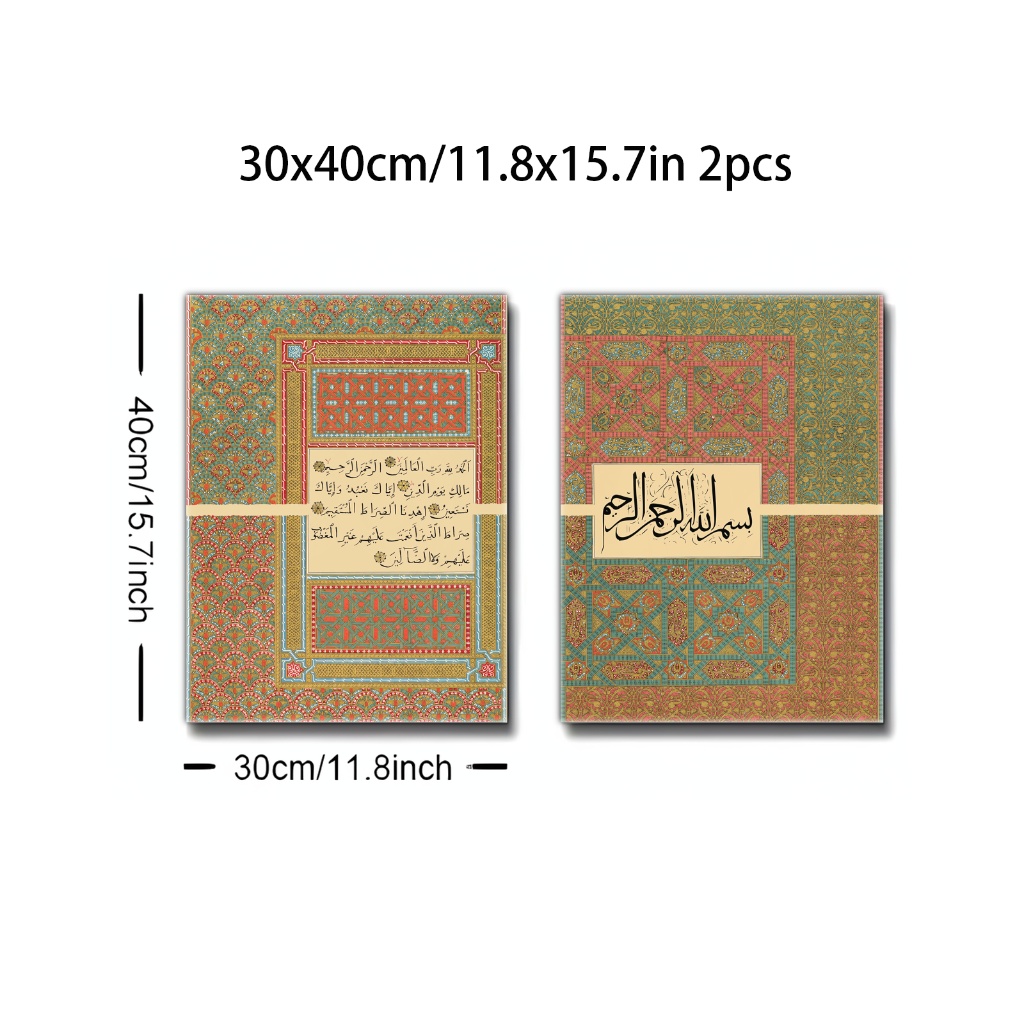 30x40cm/11.8x15.7in 2pcs
40cm/15.7inch
30cm/11.8inch
بسم الله الرحمن الرحيم
الحمد لله رب العالمين الرحمن الرحيم
مالك يوم الدين إياك نعبد وإياك
نستعين اهدنا الصراط المستقيم
صراط الذين أنعمت عليهم غير المغضوب
عليهم ولا الضالين